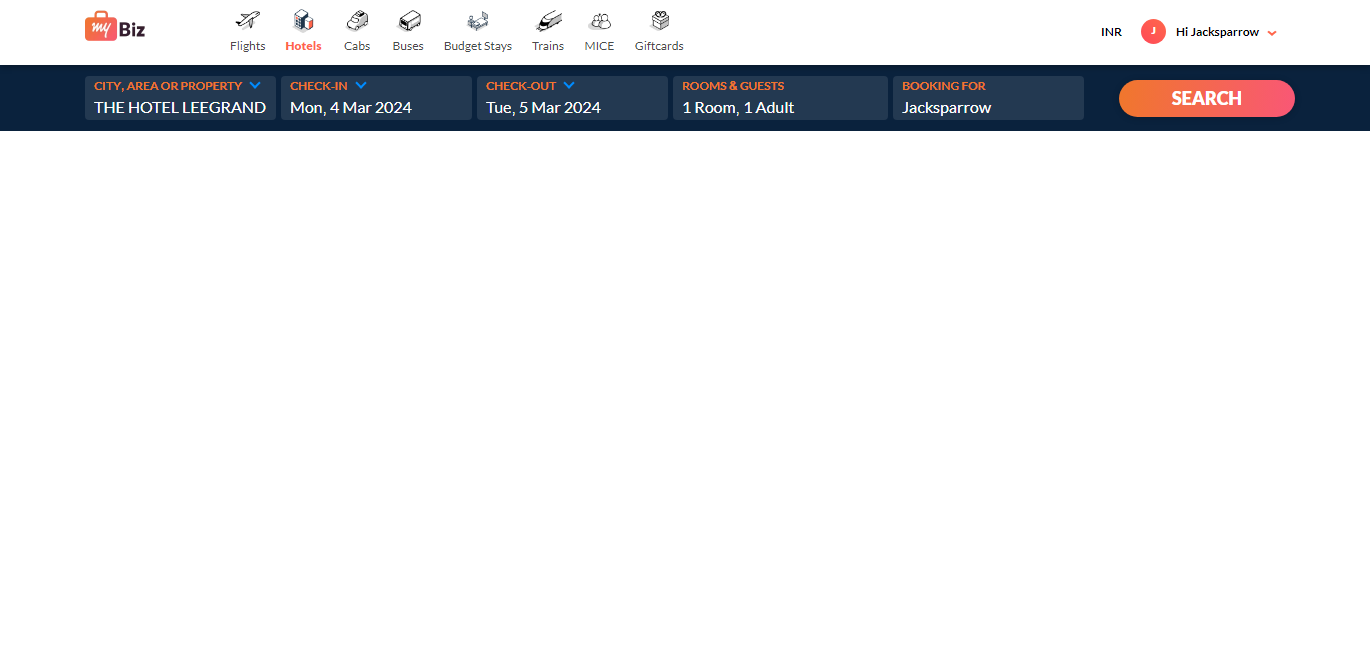 my Biz
Flights Hotels Cabs Buses Budget Stays Trains MICE Giftcards
INR J Hi Jacksparrow
CITY, AREA OR PROPERTY CHECK-IN CHECK-OUT ROOMS & GUESTS BOOKING FOR
THE HOTEL LEEGRAND Mon, 4 Mar 2024 Tue, 5 Mar 2024 1 Room, 1 Adult Jacksparrow
SEARCH